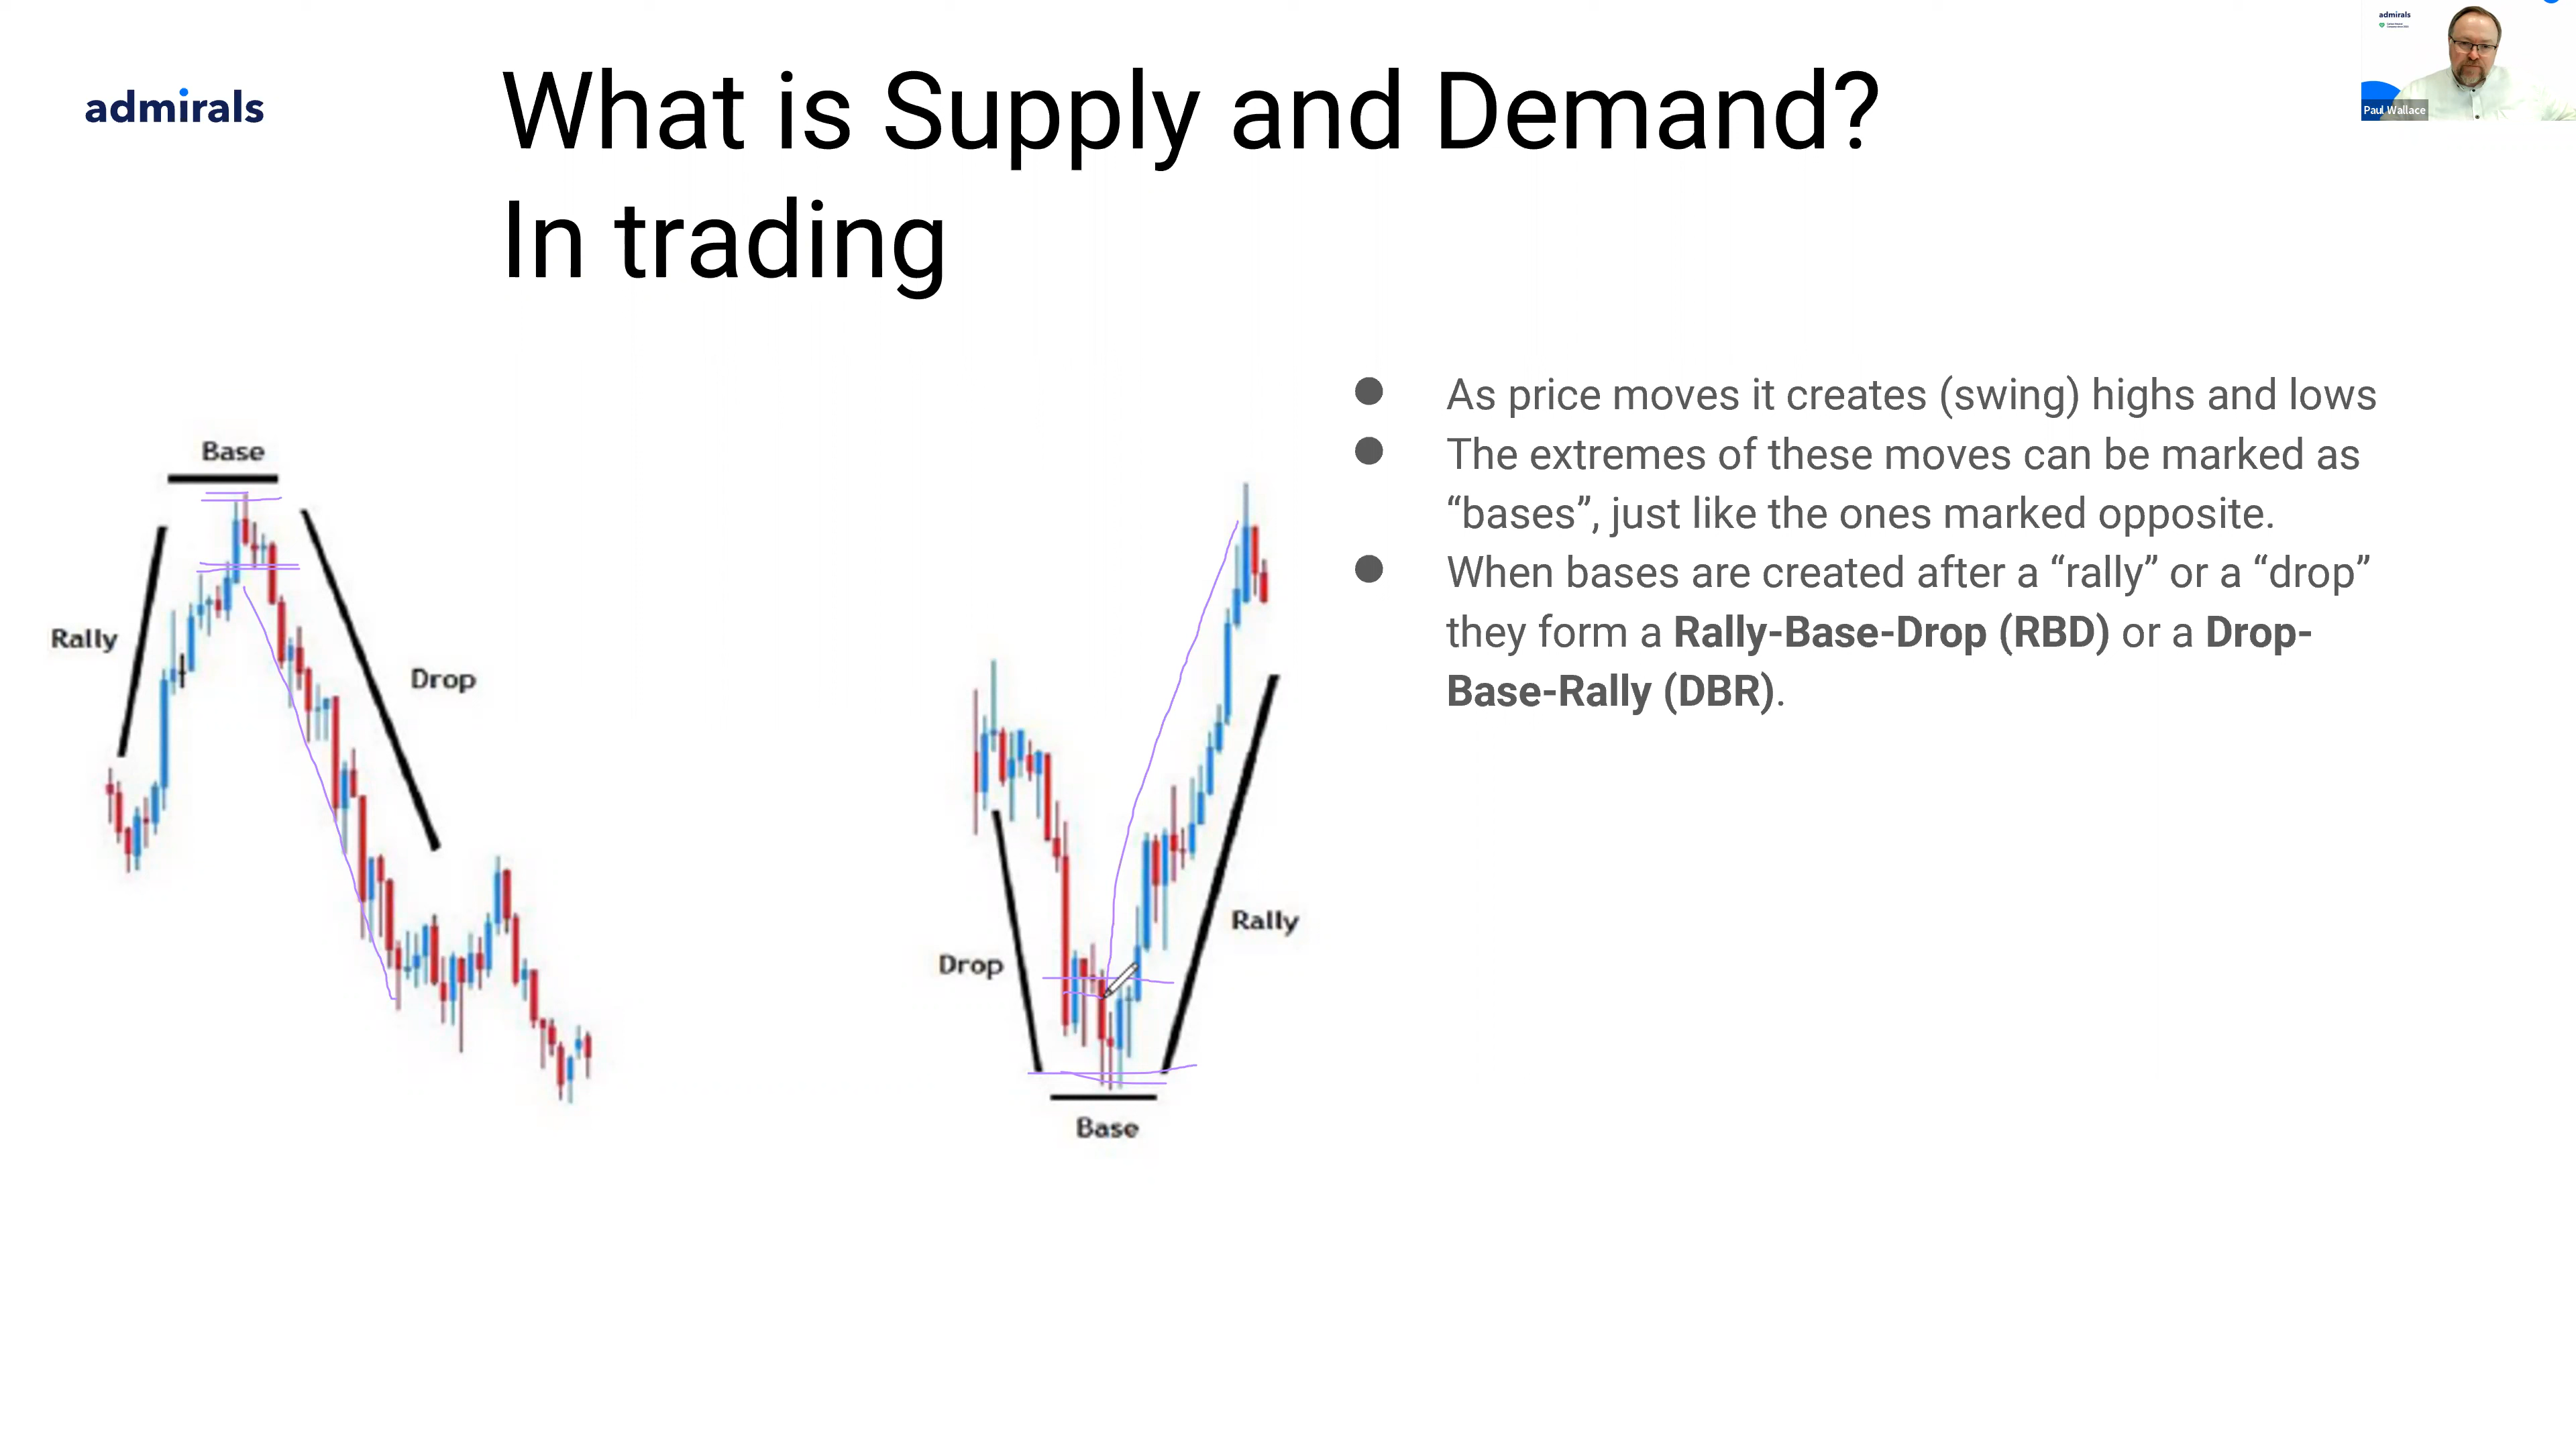 admirals
What is Supply and Demand?
In trading
admirals
Paul Wallace
As price moves it creates (swing) highs and lows
The extremes of these moves can be marked as
“bases”, just like the ones marked opposite.
When bases are created after a “rally” or a “drop”
they form a Rally-Base-Drop (RBD) or a Drop-
Base-Rally (DBR).
Base
Rally
Drop
Drop
Rally
Base